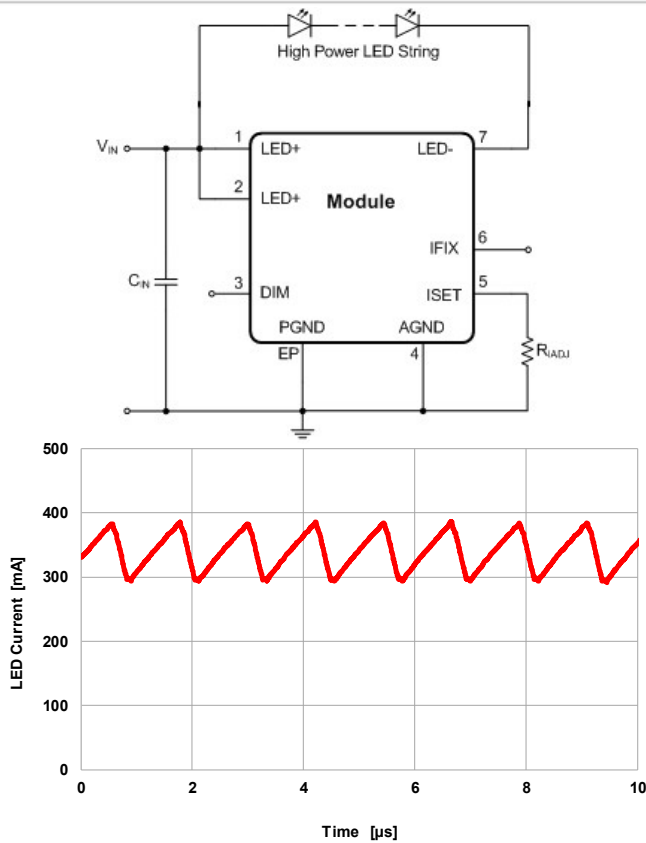 High Power LED String
VIN
1
LED+
LED-
7
2
LED+
Module
IFIX
6
CIN
3
DIM
ISET
5
PGND
AGND
EP
4
RIADJ
500
400
300
200
100
0
LED Current [mA]
0
2
4
6
8
10
Time [µs]